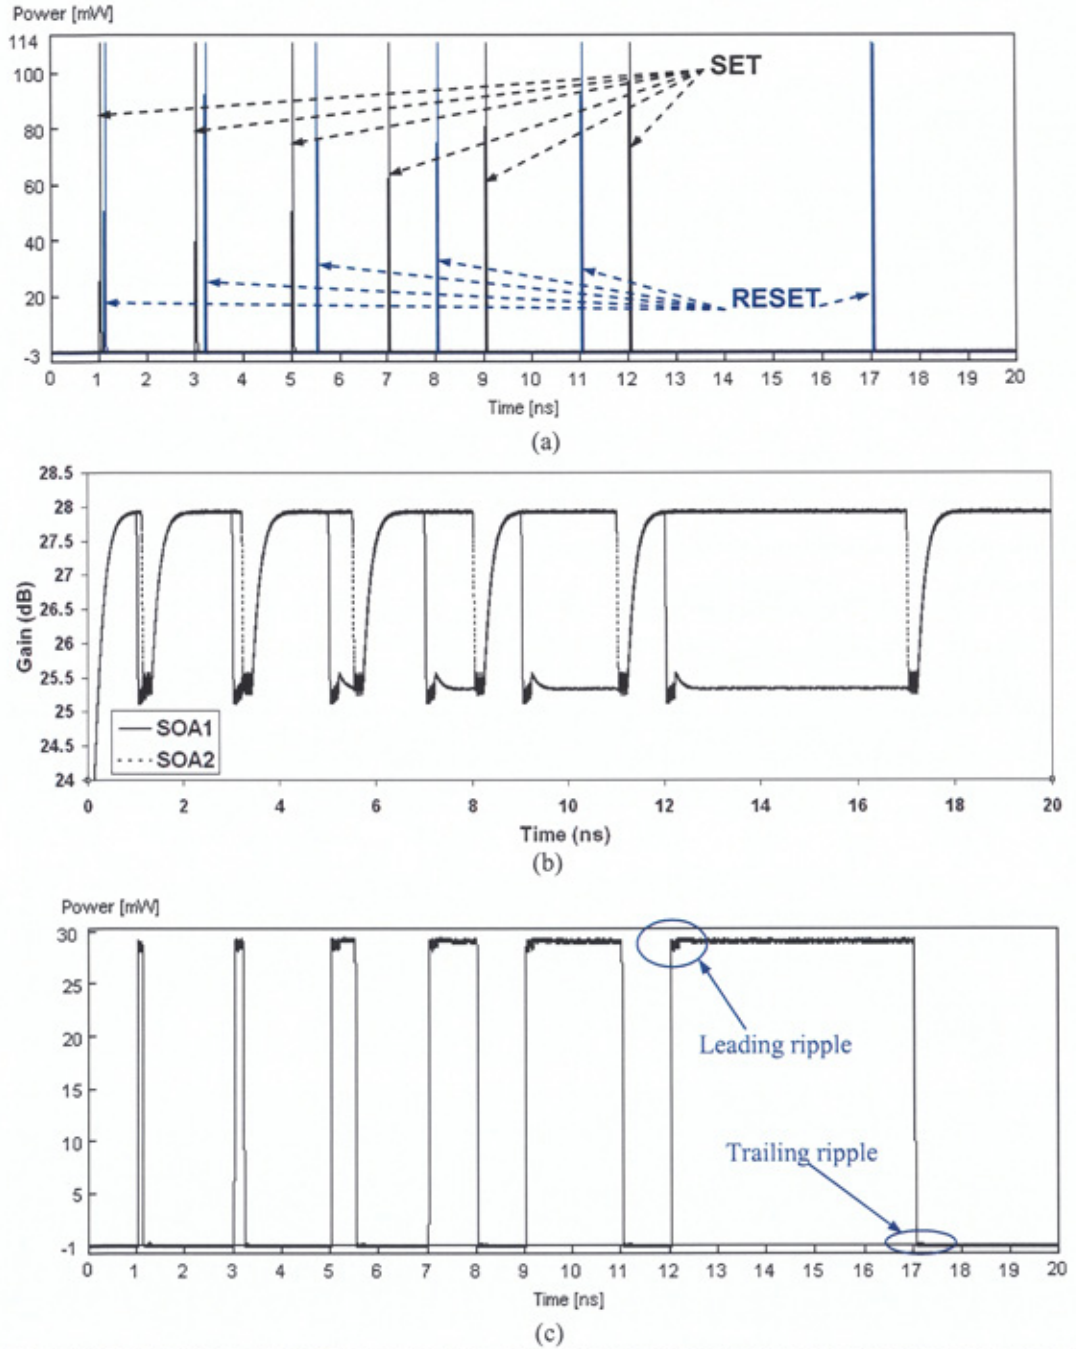 Power [mW]
114
100
80
60
40
20
-3
SET
RESET
0 1 2 3 4 5 6 7 8 9 10 11 12 13 14 15 16 17 18 19 20
Time [ns]
(a)
28.5
28
27.5
27
26.5
26
25.5
25
24.5
24
Gain (dB)
SOA1
SOA2
0 2 4 6 8 10 12 14 16 18 20
Time (ns)
(b)
Power [mW]
30
25
20
15
10
5
-1
Leading ripple
Trailing ripple
0 1 2 3 4 5 6 7 8 9 10 11 12 13 14 15 16 17 18 19 20
Time [ns]
(c)